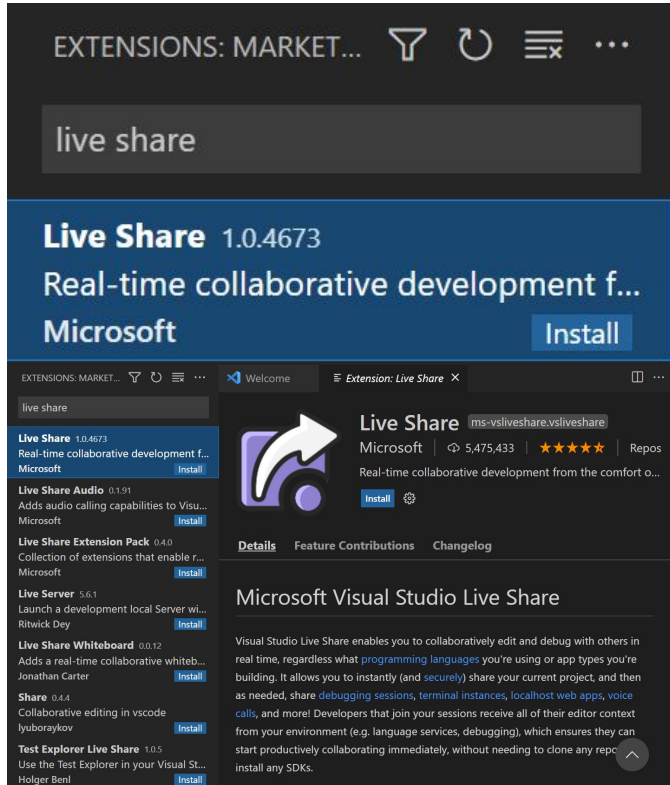 EXTENSIONS: MARKET...
live share
Live Share 1.0.4673
Real-time collaborative development f...
Microsoft
Install
EXTENSIONS: MARKET...
live share
Live Share 1.0.4673
Real-time collaborative development f...
Microsoft
Install
Live Share Audio 0.1.91
Adds audio calling capabilities to Visu...
Microsoft
Install
Live Share Extension Pack 0.4.0
Collection of extensions that enable r...
Microsoft
Install
Live Server 5.6.1
Launch a development local Server wi...
Ritwick Dey
Install
Live Share Whiteboard 0.0.12
Adds a real-time collaborative whiteb...
Jonathan Carter
Install
Share 0.4.4
Collaborative editing in vscode
lyuboraykov
Install
Test Explorer Live Share 1.0.5
Use the Test Explorer in your Visual St...
Holger Benl
Install
Welcome
Extension: Live Share
Live Share ms-vsliveshare.vsliveshare
Microsoft 5,475,433 Repos
Real-time collaborative development from the comfort o...
Install
Details Feature Contributions Changelog
Microsoft Visual Studio Live Share
Visual Studio Live Share enables you to collaboratively edit and debug with others in
real time, regardless what programming languages you're using or app types you're
building. It allows you to instantly (and securely) share your current project, and then
as needed, share debugging sessions, terminal instances, localhost web apps, voice
calls, and more! Developers that join your sessions receive all of their editor context
from your environment (e.g. language services, debugging), which ensures they can
start productively collaborating immediately, without needing to clone any
install any SDKs.